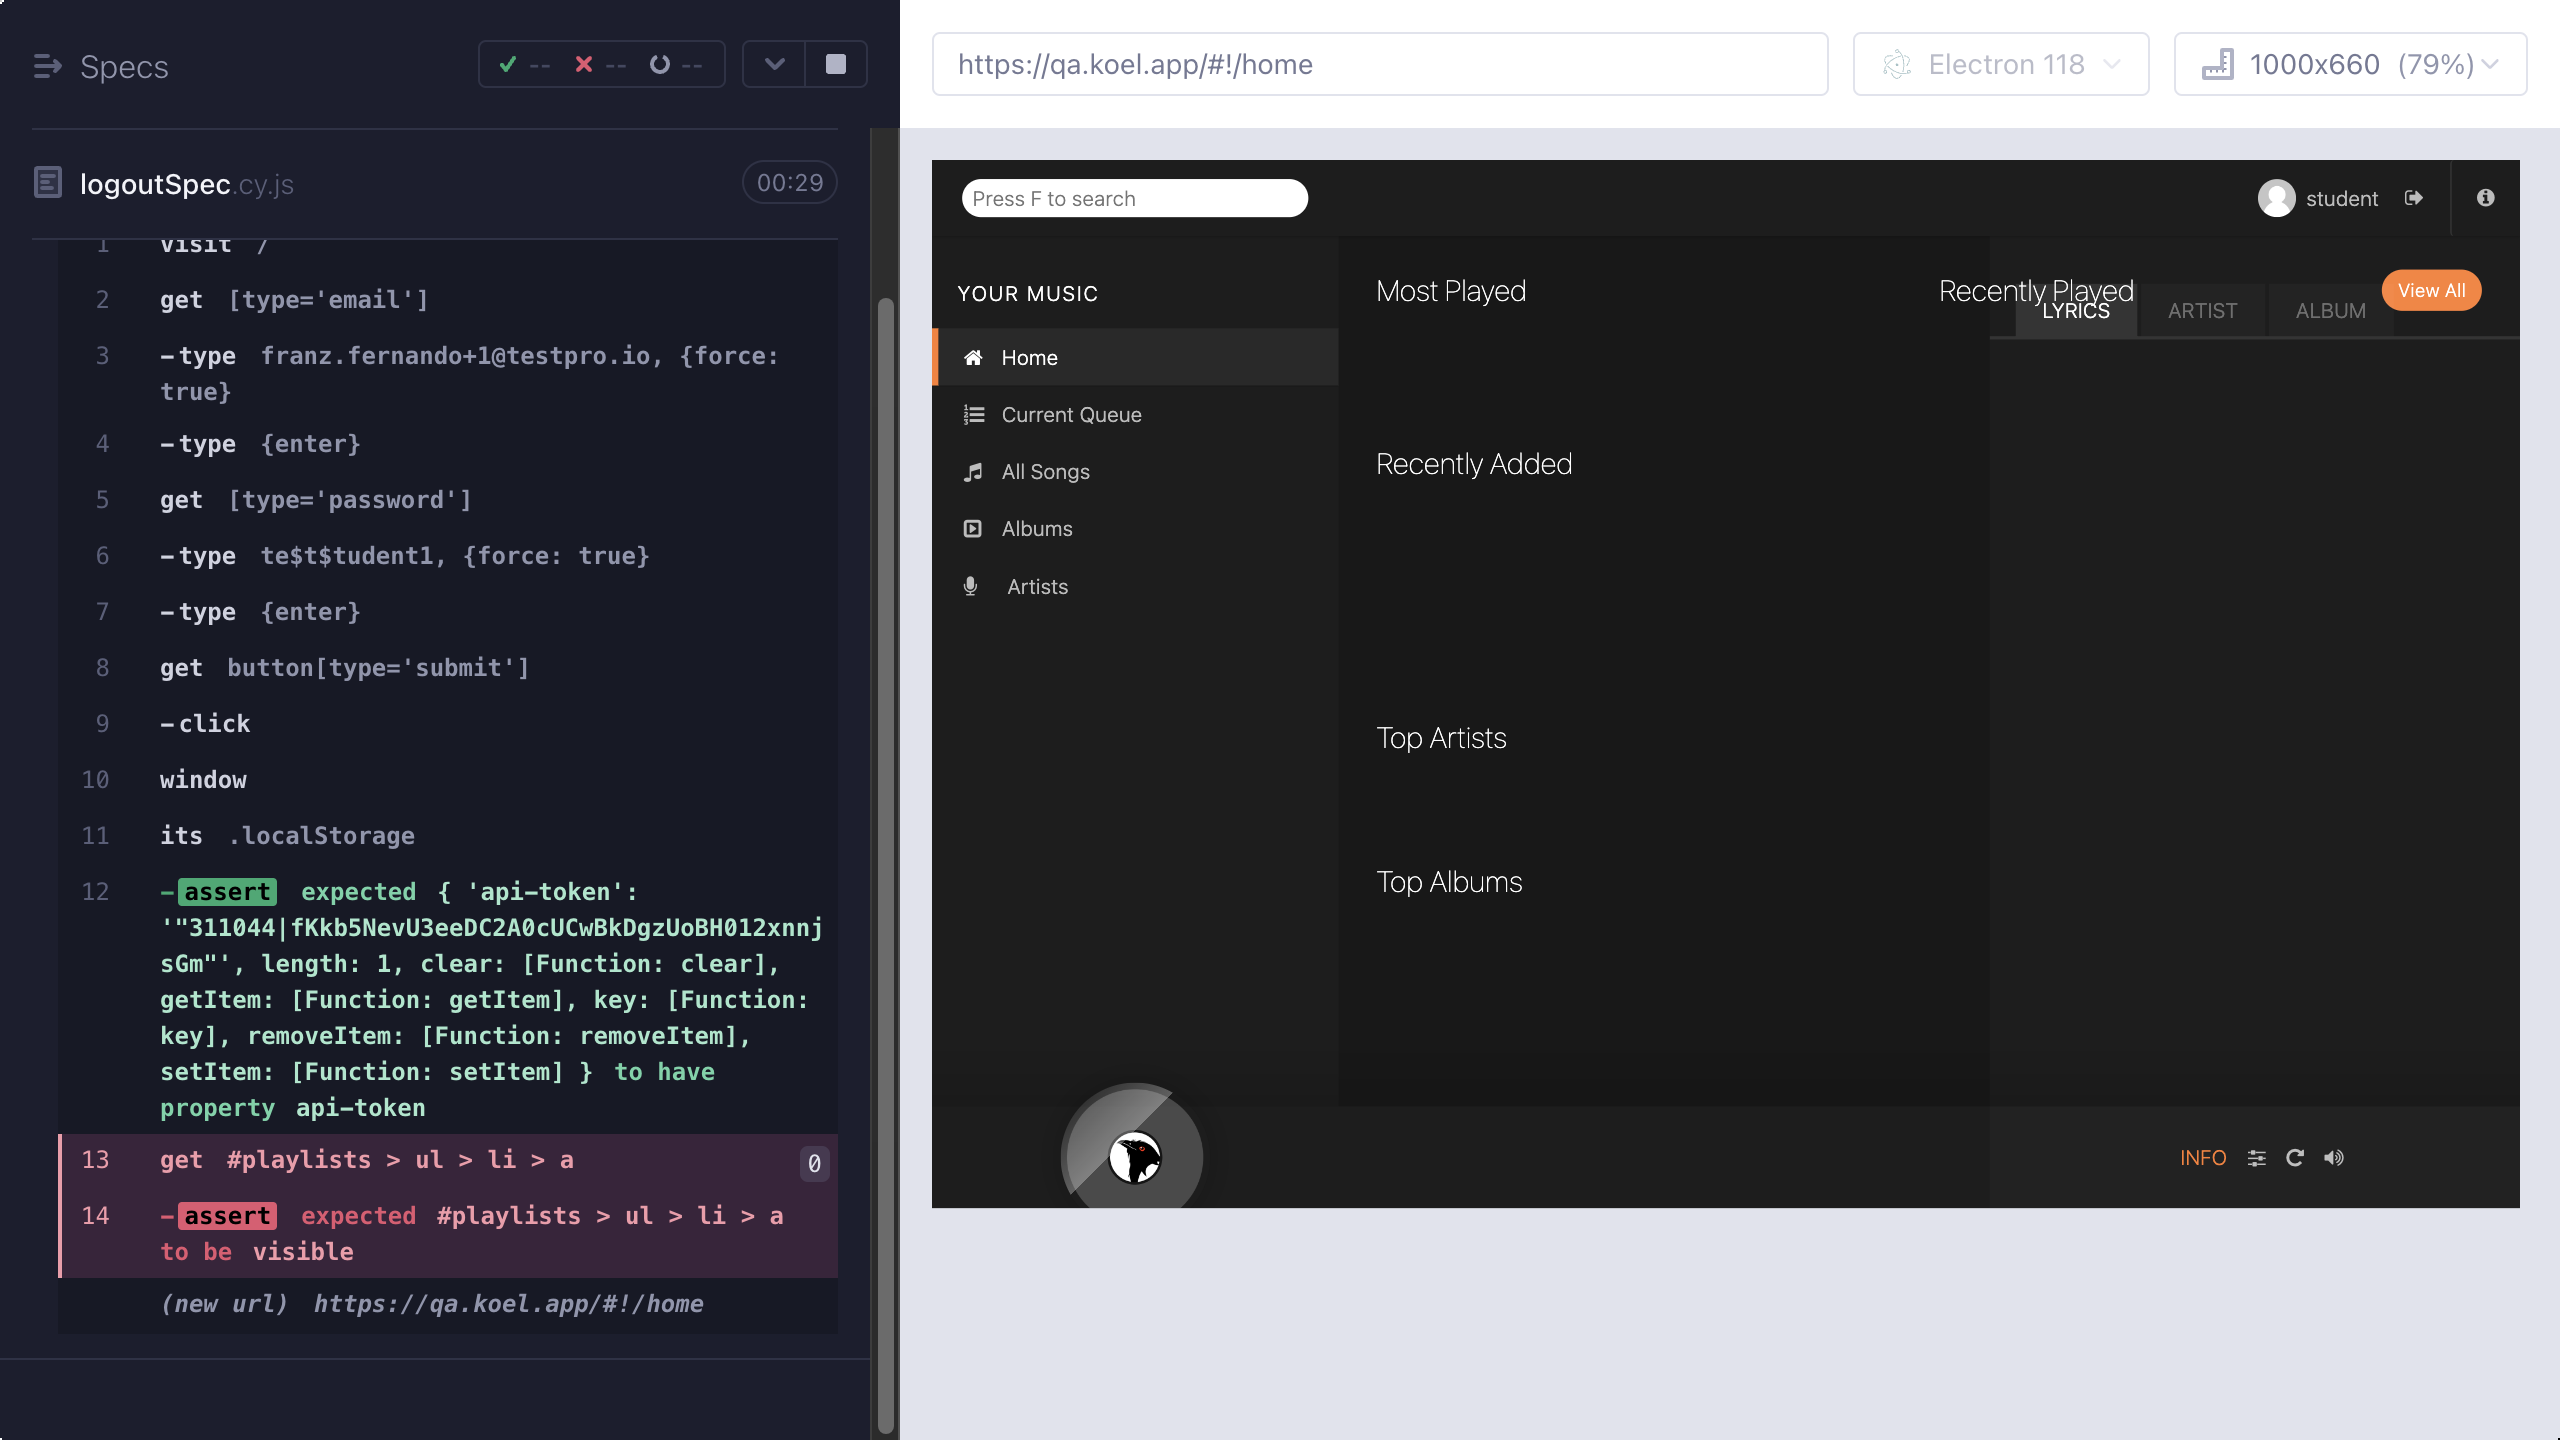 Specs
-- -- --
logoutSpec.cy.js 00:29
1 visit /
2 get [type='email']
3 -type franz.fernando+1@testpro.io, {force:
true}
4 -type {enter}
5 get [type='password']
6 -type te$t$tudent1, {force: true}
7 -type {enter}
8 get button[type='submit']
9 -click
10 window
11 its .localStorage
12 -assert expected { 'api-token':
'"311044|fKkb5NevU3eeDC2A0cUCwBkDgzUoBH012xnnj
sGm"', length: 1, clear: [Function: clear],
getItem: [Function: getItem], key: [Function:
key], removeItem: [Function: removeItem],
setItem: [Function: setItem] } to have
property api-token
13 get #playlists > ul > li > a 0
14 -assert expected #playlists > ul > li > a
to be visible
(new url) https://qa.koel.app/#!/home
https://qa.koel.app/#!/home
Electron 118
1000x660 (79%)
Press F to search
student
YOUR MUSIC
Home
Current Queue
All Songs
Albums
Artists
Most Played
Recently Played
View All
LYRICS
ARTIST
ALBUM
Recently Added
Top Artists
Top Albums
INFO